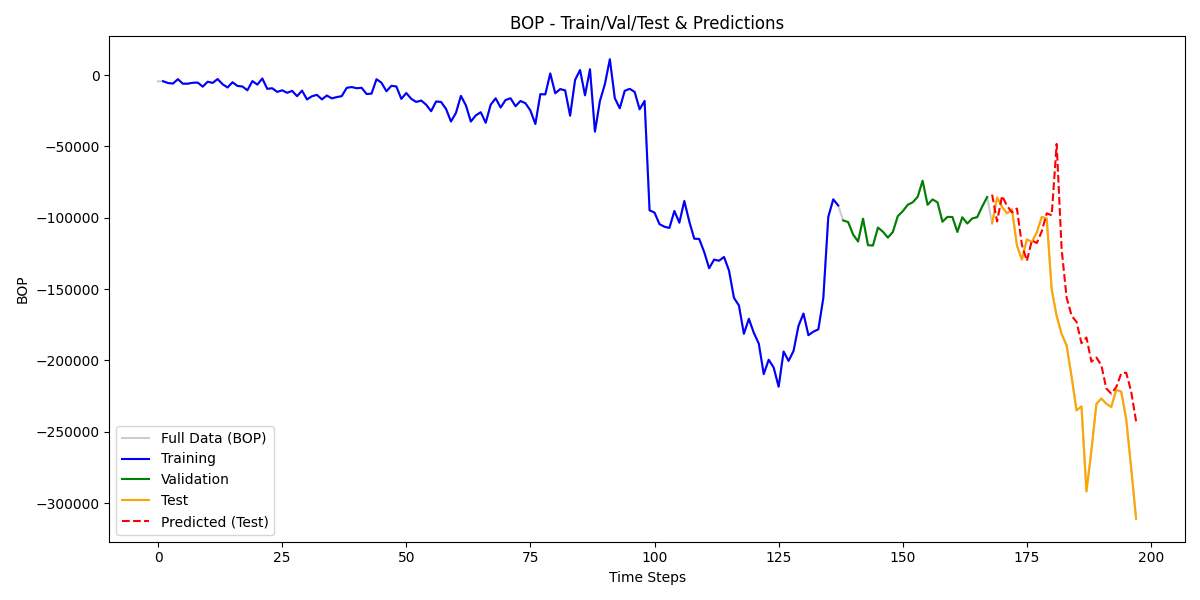 BOP - Train/Val/Test & Predictions
BOP
0
−50000
−100000
−150000
−200000
−250000
−300000
Full Data (BOP)
Training
Validation
Test
Predicted (Test)
0 25 50 75 100 125 150 175 200
Time Steps